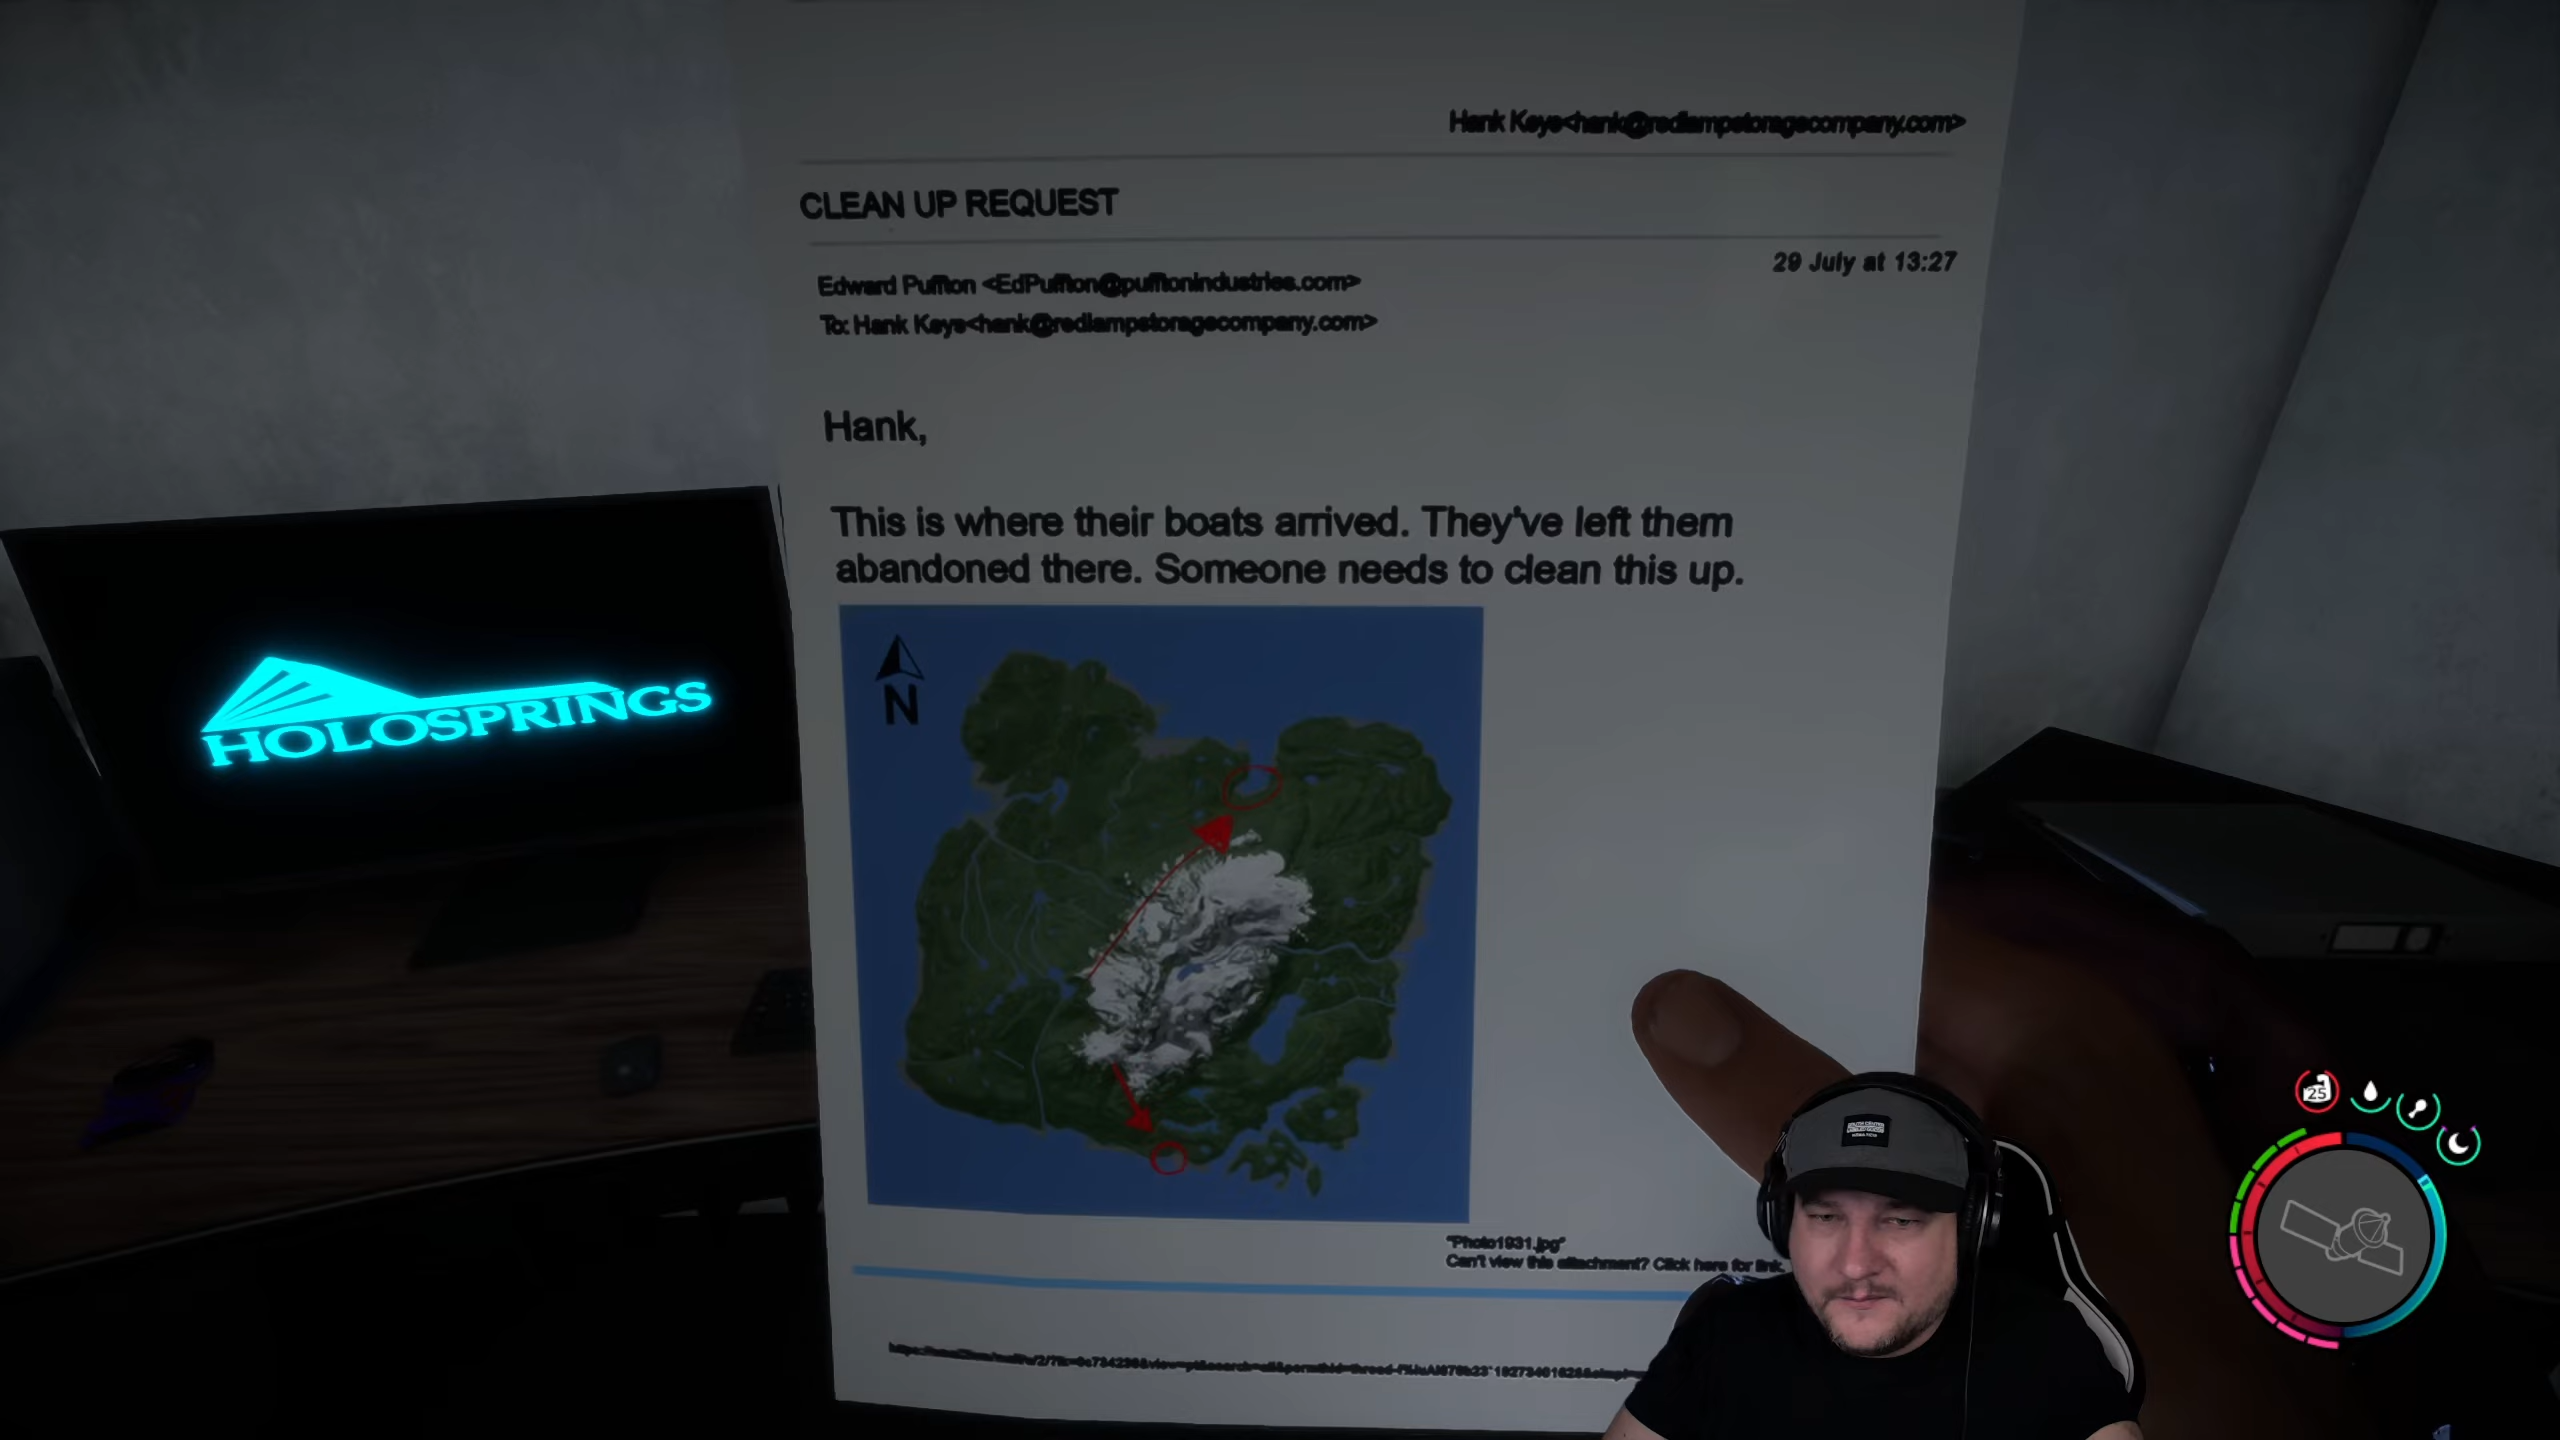 Hank Keys<hank@redlampstoragecompany.com>
CLEAN UP REQUEST
29 July at 13:27
Edward Puffton <EdPuffton@pufftonindustries.com>
To: Hank Keys<hank@redlampstoragecompany.com>
Hank,
This is where their boats arrived. They've left them
abandoned there. Someone needs to clean this up.
N
HOLOSPRINGS
"Photo1931.jpg"
Can't view this attachment? Click here for link.
25